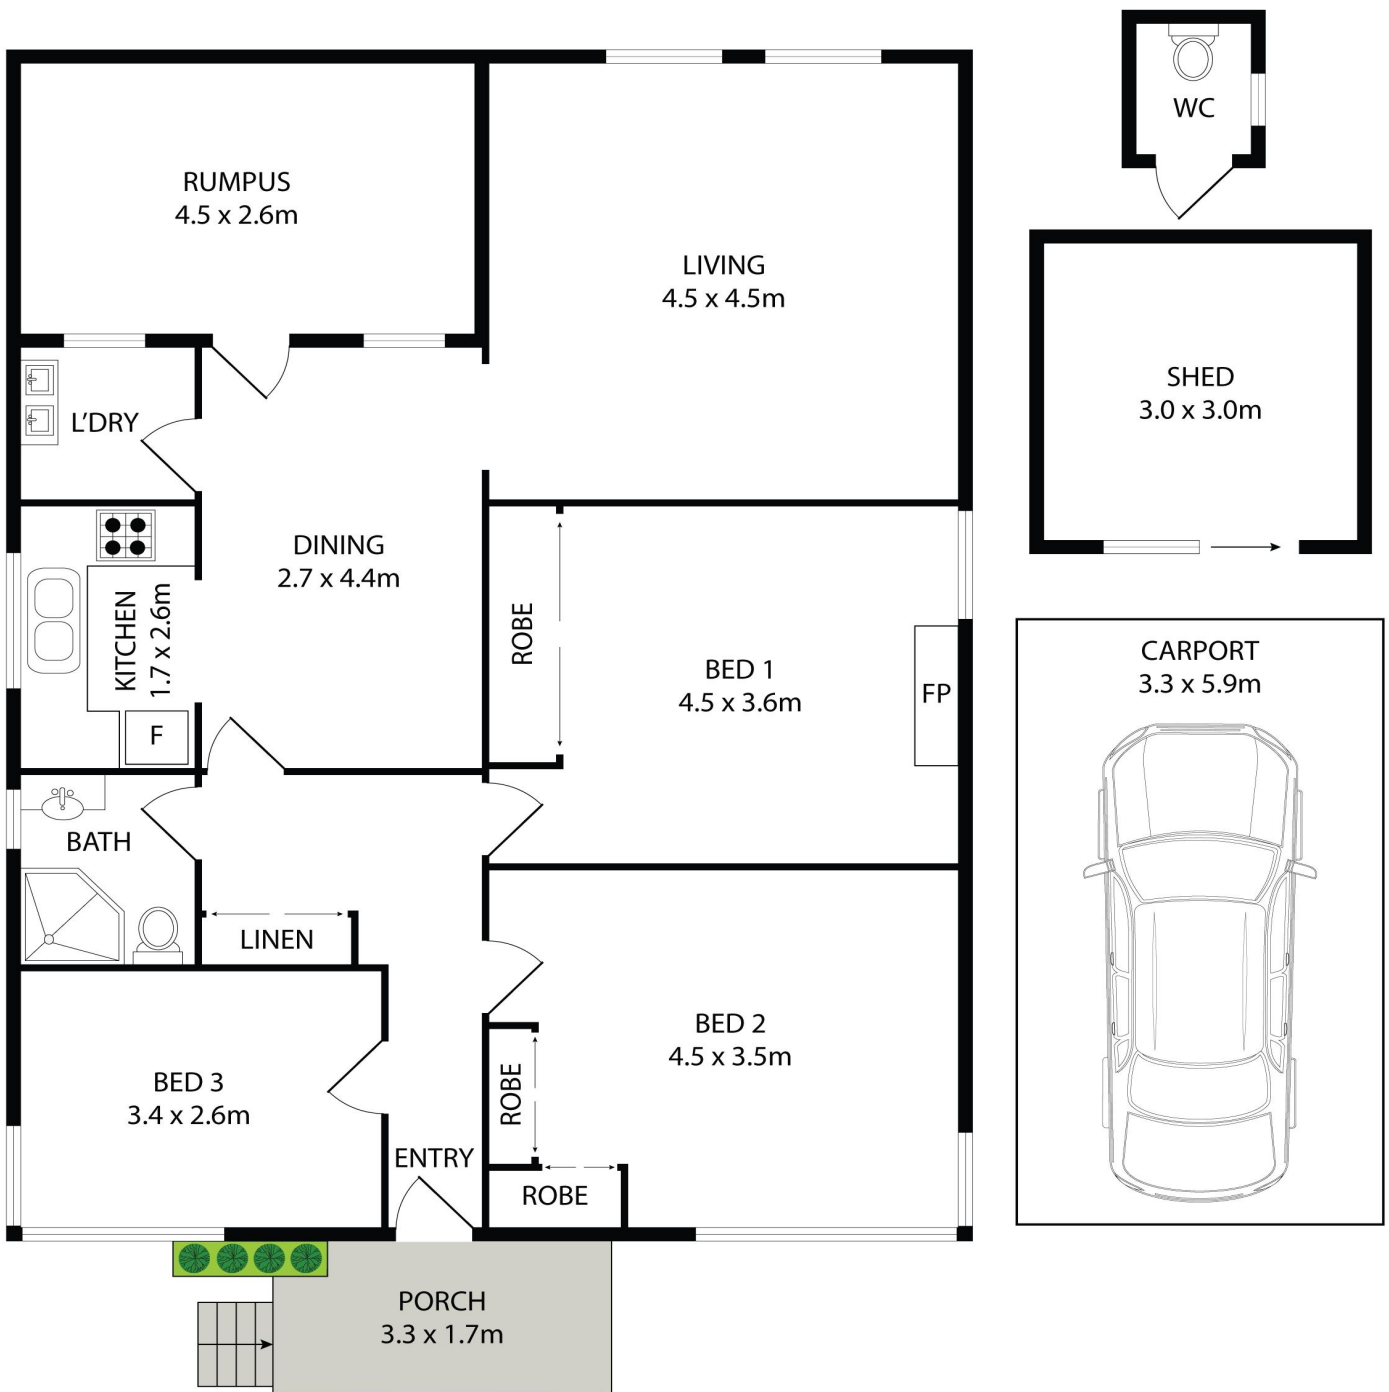 RUMPUS
4.5 x 2.6m
LIVING
4.5 x 4.5m
WC
SHED
3.0 x 3.0m
L'DRY
DINING
2.7 x 4.4m
KITCHEN
1.7 x 2.6m
F
ROBE
BED 1
4.5 x 3.6m
FP
CARPORT
3.3 x 5.9m
BATH
LINEN
BED 2
4.5 x 3.5m
ROBE
ROBE
BED 3
3.4 x 2.6m
ENTRY
PORCH
3.3 x 1.7m